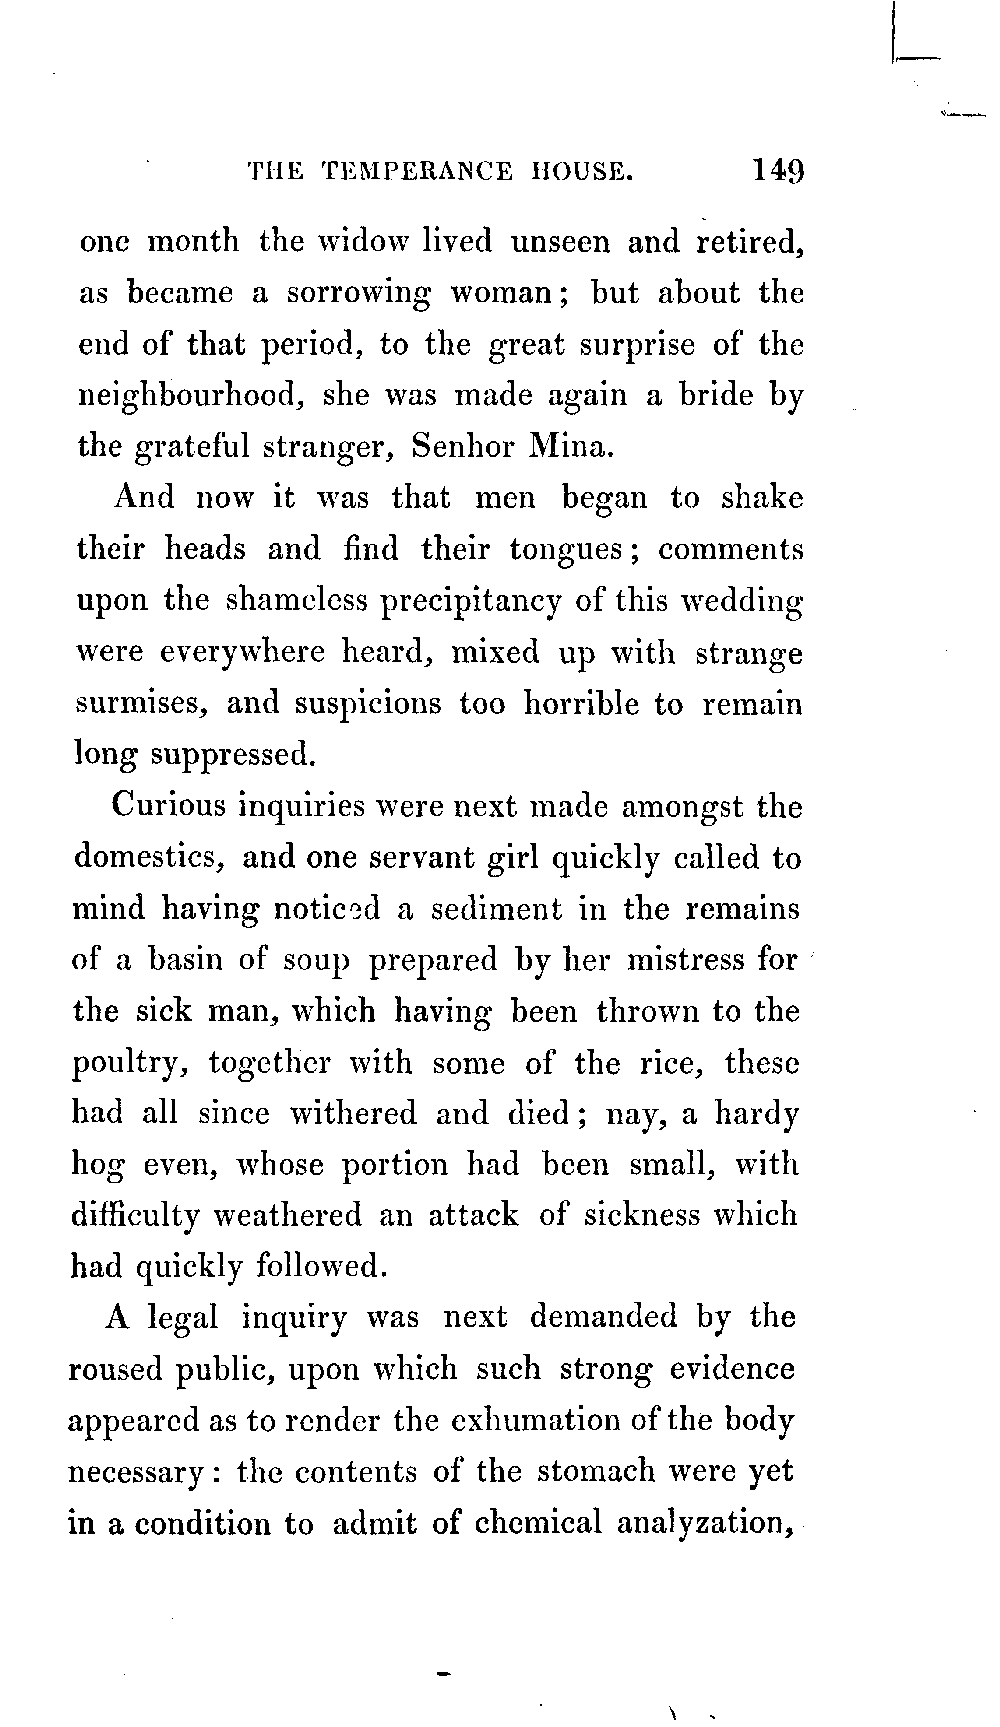 THE TEMPERANCE HOUSE. 149
one month the widow lived unseen and retired,
as became a sorrowing woman; but about the
end of that period, to the great surprise of the
neighbourhood, she was made again a bride by
the grateful stranger, Senhor Mina.
And now it was that men began to shake
their heads and find their tongues; comments
upon the shameless precipitancy of this wedding
were everywhere heard, mixed up with strange
surmises, and suspicions too horrible to remain
long suppressed.
Curious inquiries were next made amongst the
domestics, and one servant girl quickly called to
mind having noticed a sediment in the remains
of a basin of soup prepared by her mistress for
the sick man, which having been thrown to the
poultry, together with some of the rice, these
had all since withered and died; nay, a hardy
hog even, whose portion had been small, with
difficulty weathered an attack of sickness which
had quickly followed.
A legal inquiry was next demanded by the
roused public, upon which such strong evidence
appeared as to render the exhumation of the body
necessary: the contents of the stomach were yet
in a condition to admit of chemical analyzation,